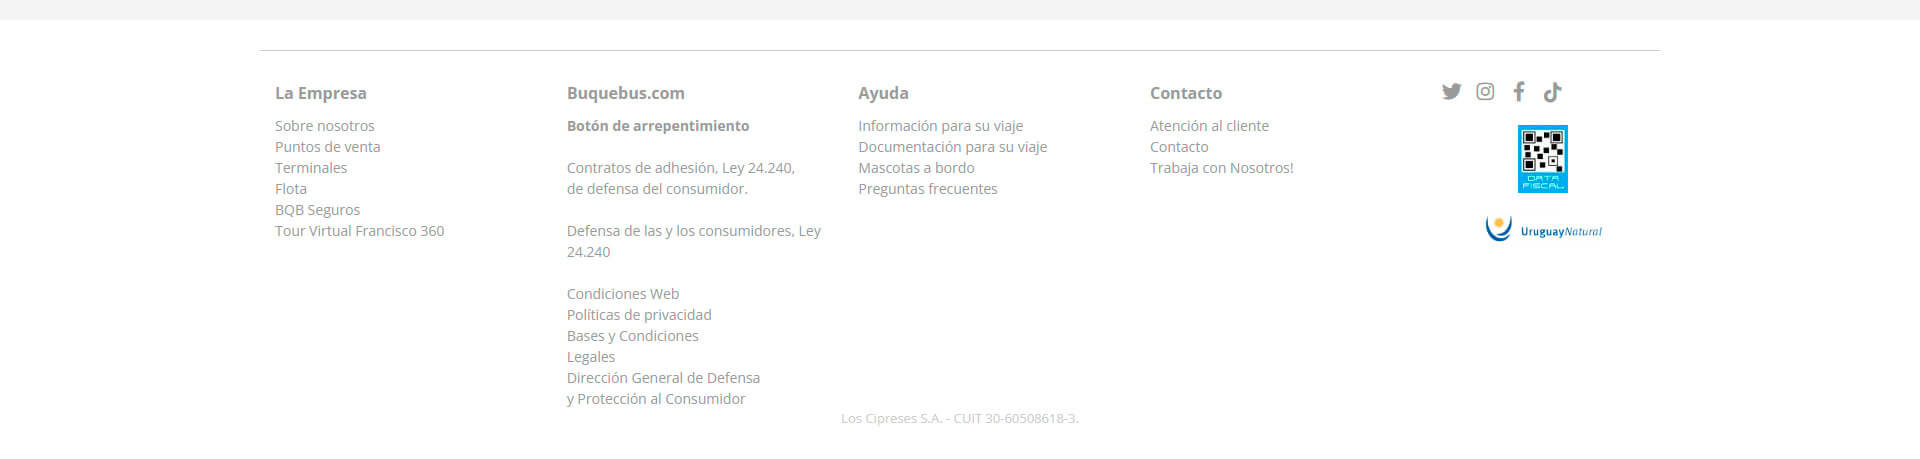 La Empresa
Sobre nosotros
Puntos de venta
Terminales
Flota
BQB Seguros
Tour Virtual Francisco 360
Buquebus.com
Botón de arrepentimiento
Contratos de adhesión, Ley 24.240,
de defensa del consumidor.
Defensa de las y los consumidores, Ley
24.240
Condiciones Web
Políticas de privacidad
Bases y Condiciones
Legales
Dirección General de Defensa
y Protección al Consumidor
Ayuda
Información para su viaje
Documentación para su viaje
Mascotas a bordo
Preguntas frecuentes
Contacto
Atención al cliente
Contacto
Trabaja con Nosotros!
DATA
FISCAL
UruguayNatural
Los Cipreses S.A. - CUIT 30-60508618-3.